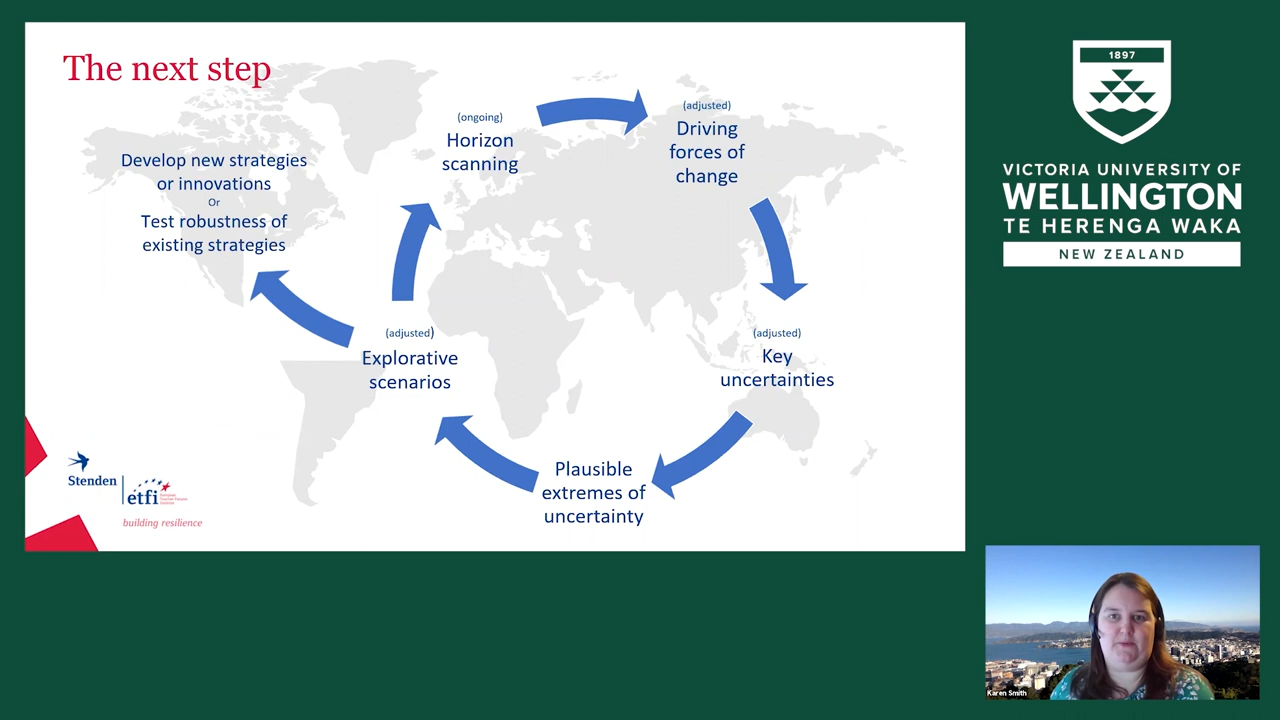 The next step
(ongoing)
Horizon
scanning
(adjusted)
Driving
forces of
change
(adjusted)
Key
uncertainties
Plausible
extremes of
uncertainty
(adjusted)
Explorative
scenarios
Develop new strategies
or innovations
Or
Test robustness of
existing strategies
Stenden
etfi
building resilience
1897
VICTORIA UNIVERSITY OF
WELLINGTON
TE HERENGA WAKA
NEW ZEALAND
Karen Smith